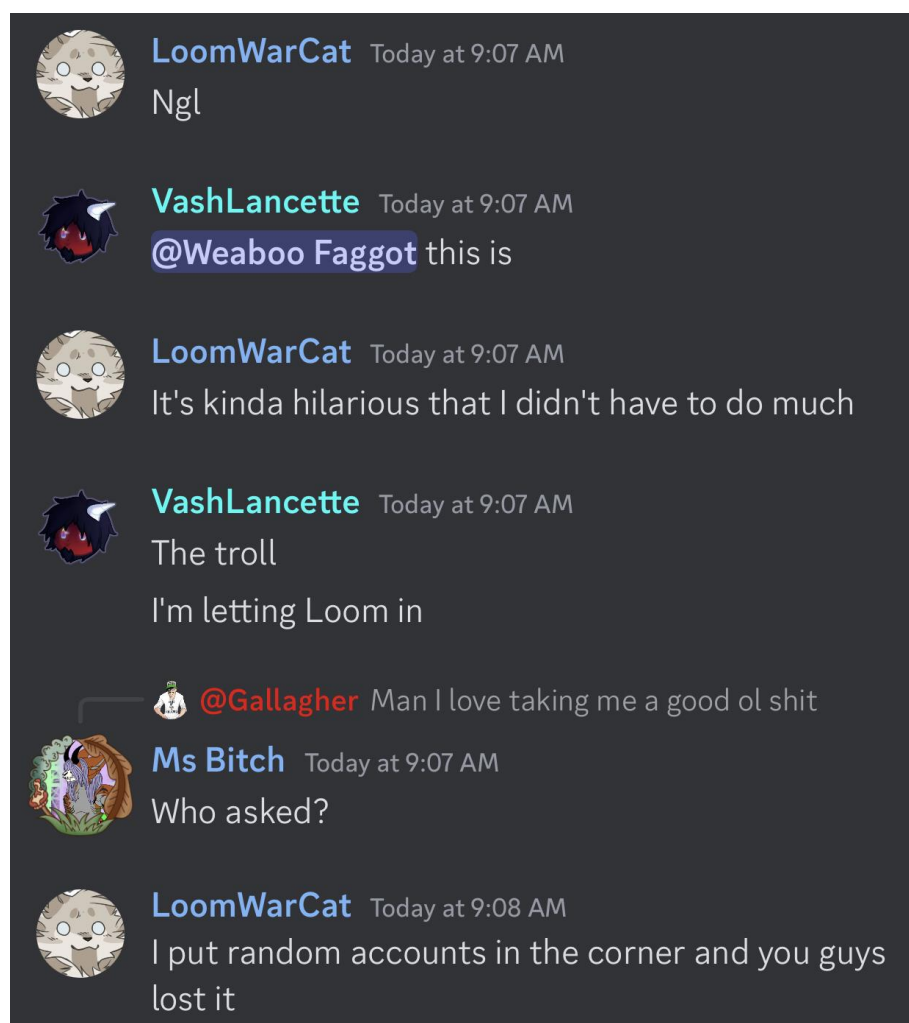 LoomWarCat Today at 9:07 AM
Ngl
VashLancette Today at 9:07 AM
@Weaboo Faggot this is
LoomWarCat Today at 9:07 AM
It's kinda hilarious that I didn't have to do much
VashLancette Today at 9:07 AM
The troll
I'm letting Loom in
@Gallagher Man I love taking me a good ol shit
Ms Bitch Today at 9:07 AM
Who asked?
LoomWarCat Today at 9:08 AM
I put random accounts in the corner and you guys
lost it